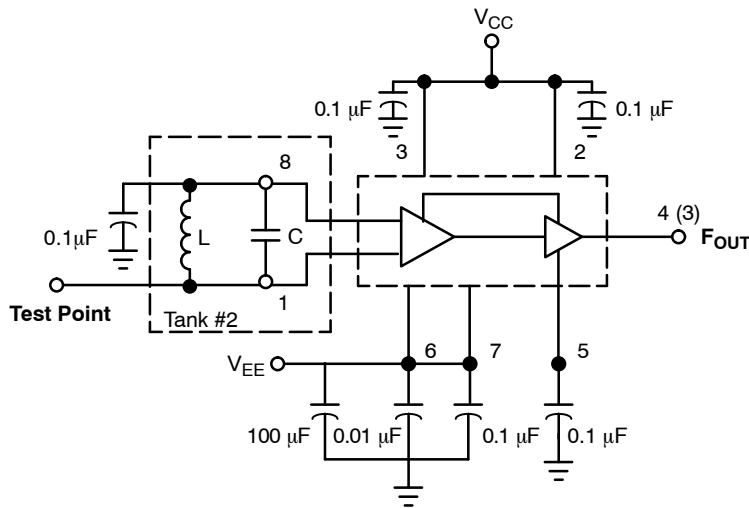 VCC
0.1 μF
0.1 μF
3
2
8
4 (3)
0.1μF
L
C
FOUT
1
Test Point
Tank #2
VEE
6
7
5
100 μF
0.01 μF
0.1 μF
0.1 μF